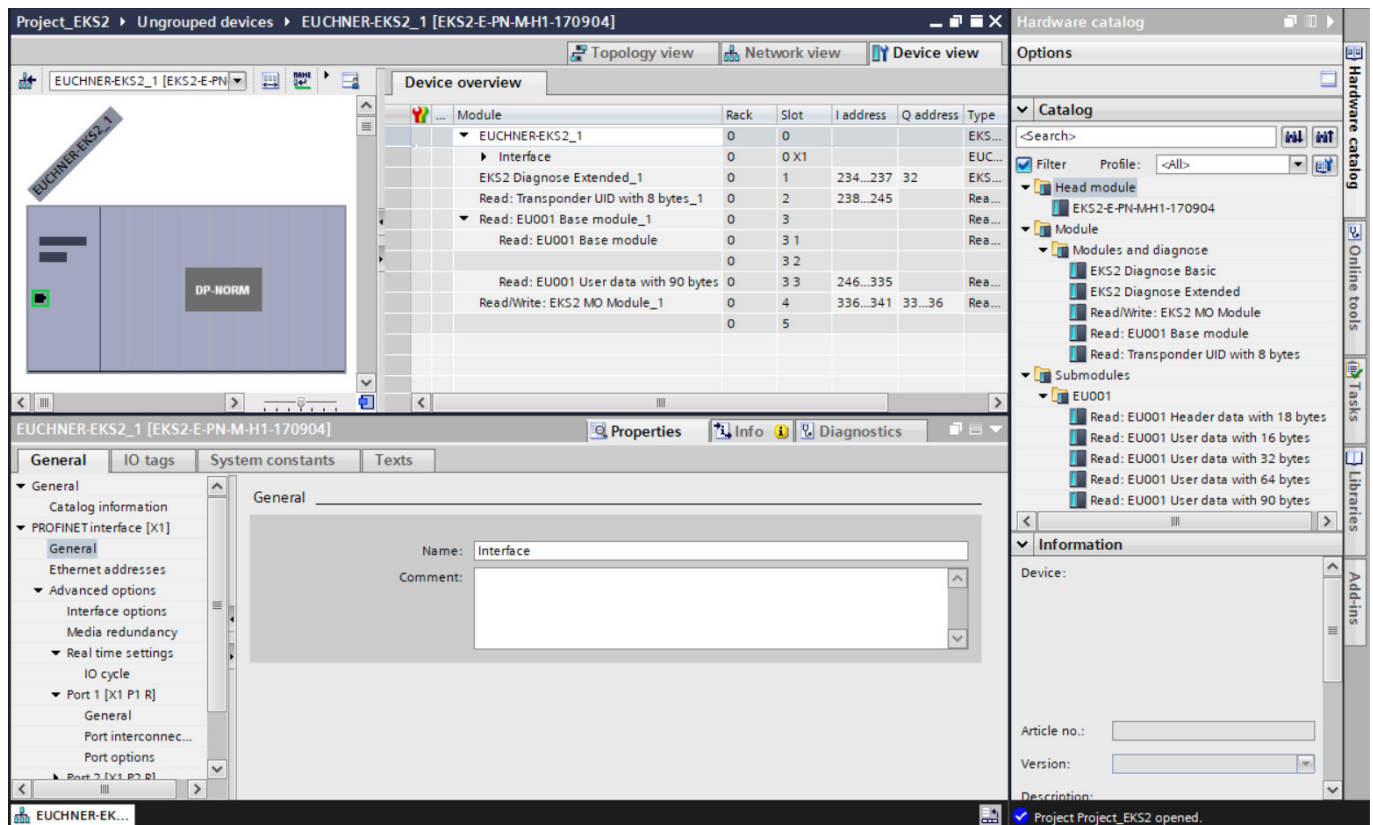 Project_EKS2 ▸ Ungrouped devices ▸ EUCHNER-EKS2_1 [EKS2-E-PN-M-H1-170904]
Topology view
Network view
Device view
EUCHNER-EKS2_1 [EKS2-E-PN
EUCHNER-EKS2_1
DP-NORM
Device overview
... Module Rack Slot I address Q address Type
EUCHNER-EKS2_1 0 0 EKS...
Interface 0 0 X1 EUC...
EKS2 Diagnose Extended_1 0 1 234...237 32 EKS...
Read: Transponder UID with 8 bytes_1 0 2 238...245 Rea...
Read: EU001 Base module_1 0 3 Rea...
Read: EU001 Base module 0 3 1 Rea...
0 3 2
Read: EU001 User data with 90 bytes 0 3 3 246...335 Rea...
Read/Write: EKS2 MO Module_1 0 4 336...341 33...36 Rea...
0 5
EUCHNER-EKS2_1 [EKS2-E-PN-M-H1-170904]
Properties
Info
Diagnostics
General
IO tags
System constants
Texts
General
Catalog information
PROFINET interface [X1]
General
Ethernet addresses
Advanced options
Interface options
Media redundancy
Real time settings
IO cycle
Port 1 [X1 P1 R]
General
Port interconnec...
Port options
Port 2 [X1 P2 R]
General
Name: Interface
Comment:
EUCHNER-EK...
Hardware catalog
Options
Catalog
<Search>
Filter Profile: <All>
Head module
EKS2-E-PN-M-H1-170904
Module
Modules and diagnose
EKS2 Diagnose Basic
EKS2 Diagnose Extended
Read/Write: EKS2 MO Module
Read: EU001 Base module
Read: Transponder UID with 8 bytes
Submodules
EU001
Read: EU001 Header data with 18 bytes
Read: EU001 User data with 16 bytes
Read: EU001 User data with 32 bytes
Read: EU001 User data with 64 bytes
Read: EU001 User data with 90 bytes
Information
Device:
Article no.:
Version:
Description:
Project Project_EKS2 opened.
Hardware catalog
Online tools
Tasks
Libraries
Add-ins